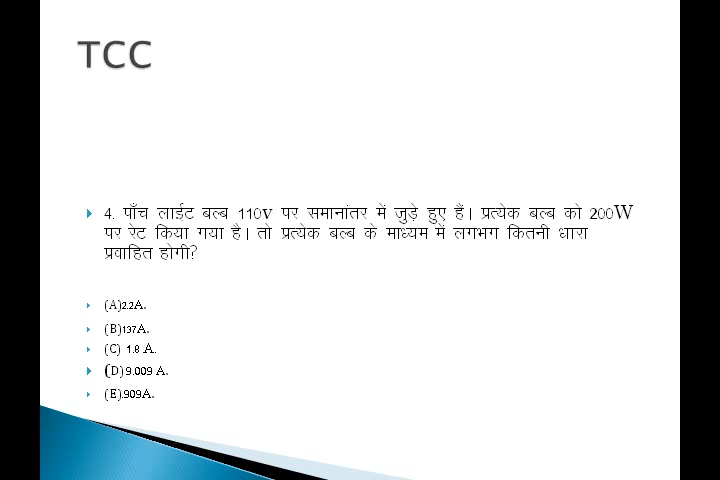 TCC
4. पाँच लाईट बल्ब 110v पर समानांतर में जुड़े हुए हैं। प्रत्येक बल्ब को 200W
पर रेट किया गया है। तो प्रत्येक बल्ब के माध्यम में लगभग कितनी धारा
प्रवाहित होगी?
(A)2.2A.
(B)137A.
(C) 1.8 A.
(D) 9.009 A.
(E).909A.